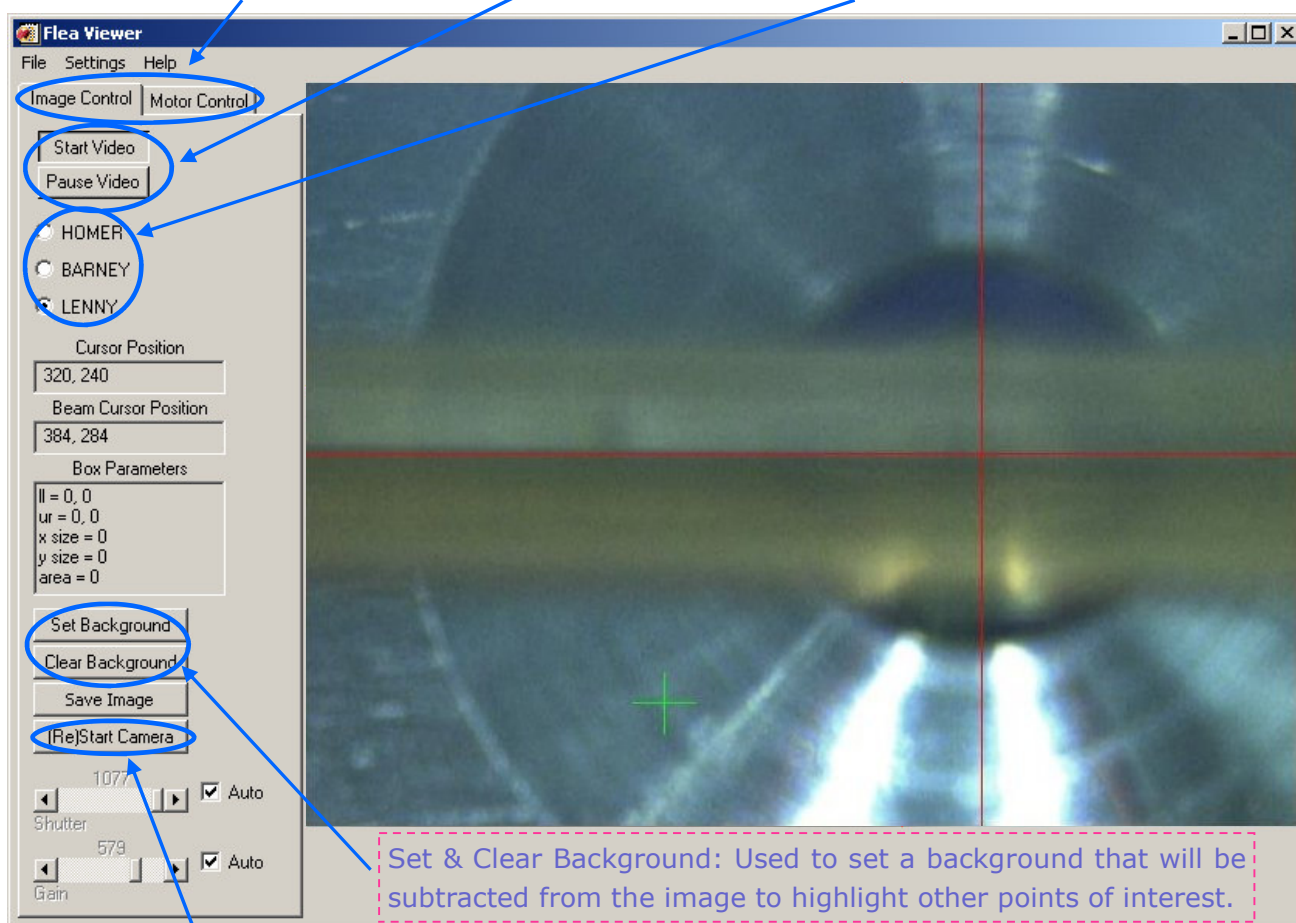 Flea Viewer
File Settings Help
Image Control Motor Control
Start Video
Pause Video
HOMER
BARNEY
LENNY
Cursor Position
320, 240
Beam Cursor Position
384, 284
Box Parameters
ll = 0, 0
ur = 0, 0
x size = 0
y size = 0
area = 0
Set Background
Clear Background
Save Image
(Re)Start Camera
1077
Auto
Shutter
579
Auto
Gain
Set & Clear Background: Used to set a background that will be
subtracted from the image to highlight other points of interest.